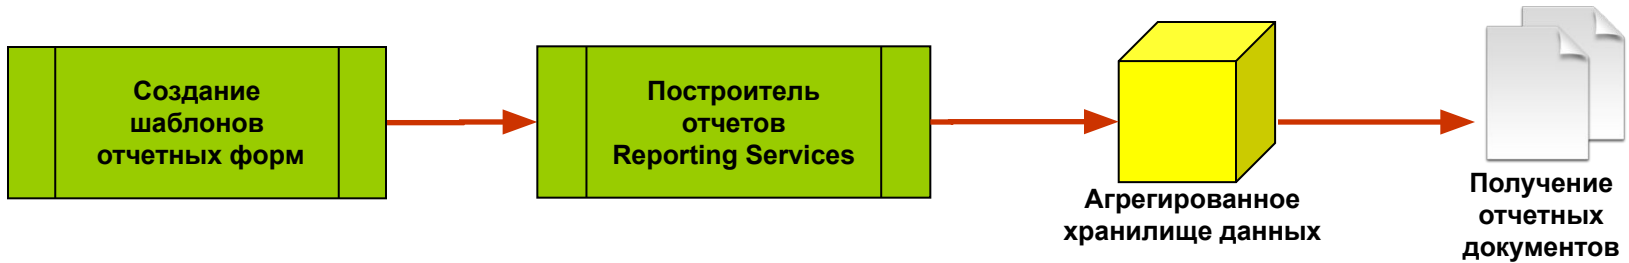 Создание
шаблонов
отчетных форм
Построитель
отчетов
Reporting Services
Агрегированное
хранилище данных
Получение
отчетных
документов